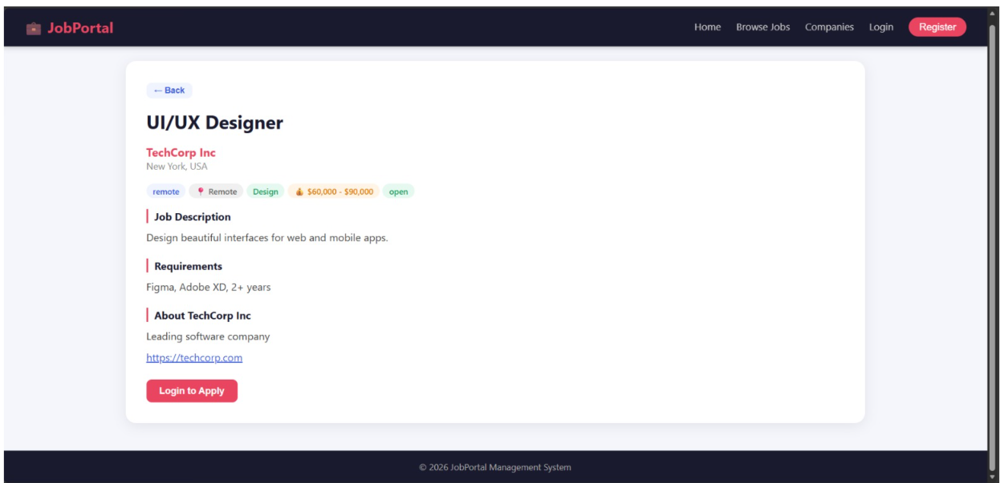 JobPortal
Home Browse Jobs Companies Login Register
← Back
UI/UX Designer
TechCorp Inc
New York, USA
remote Remote Design $60,000 - $90,000 open
Job Description
Design beautiful interfaces for web and mobile apps.
Requirements
Figma, Adobe XD, 2+ years
About TechCorp Inc
Leading software company
https://techcorp.com
Login to Apply
© 2026 JobPortal Management System